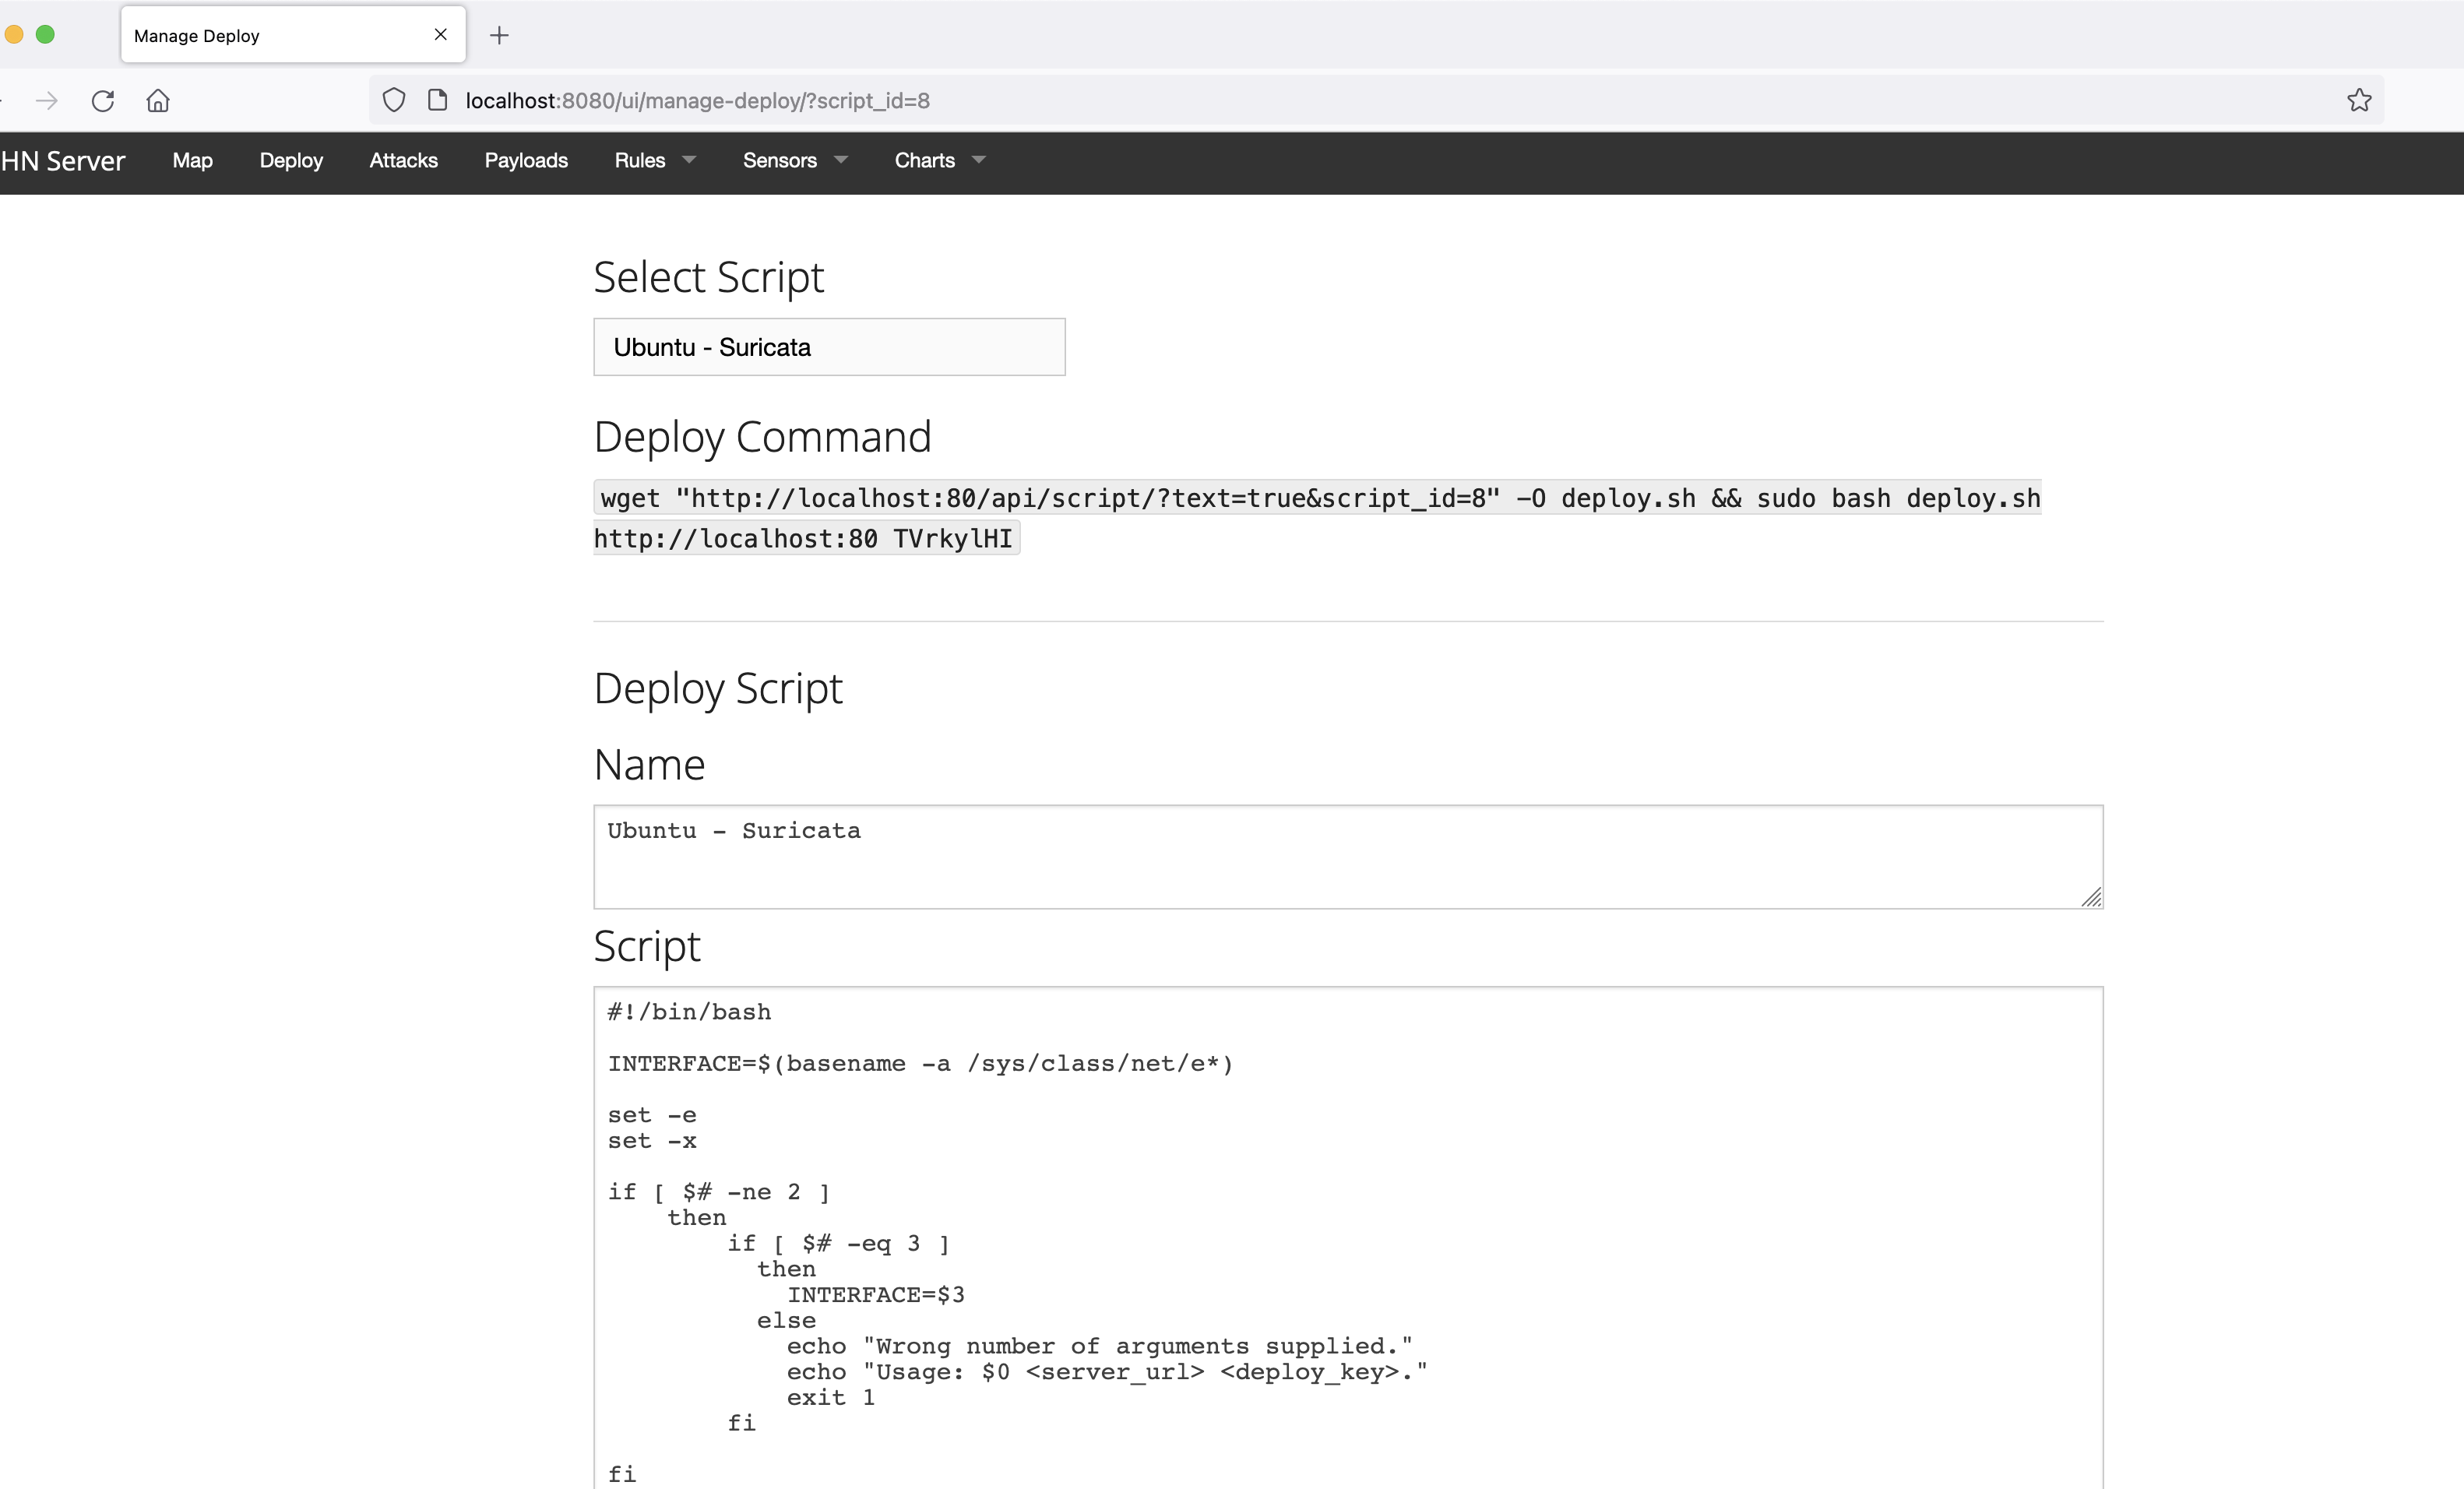 Manage Deploy
localhost:8080/ui/manage-deploy/?script_id=8
HN Server Map Deploy Attacks Payloads Rules Sensors Charts
Select Script
Ubuntu - Suricata
Deploy Command
wget "http://localhost:80/api/script/?text=true&script_id=8" -O deploy.sh && sudo bash deploy.sh
http://localhost:80 TVrkylHI
Deploy Script
Name
Ubuntu - Suricata
Script
#!/bin/bash
INTERFACE=$(basename -a /sys/class/net/e*)
set -e
set -x
if [ $# -ne 2 ]
then
if [ $# -eq 3 ]
then
INTERFACE=$3
else
echo "Wrong number of arguments supplied."
echo "Usage: $0 <server_url> <deploy_key>."
exit 1
fi
fi